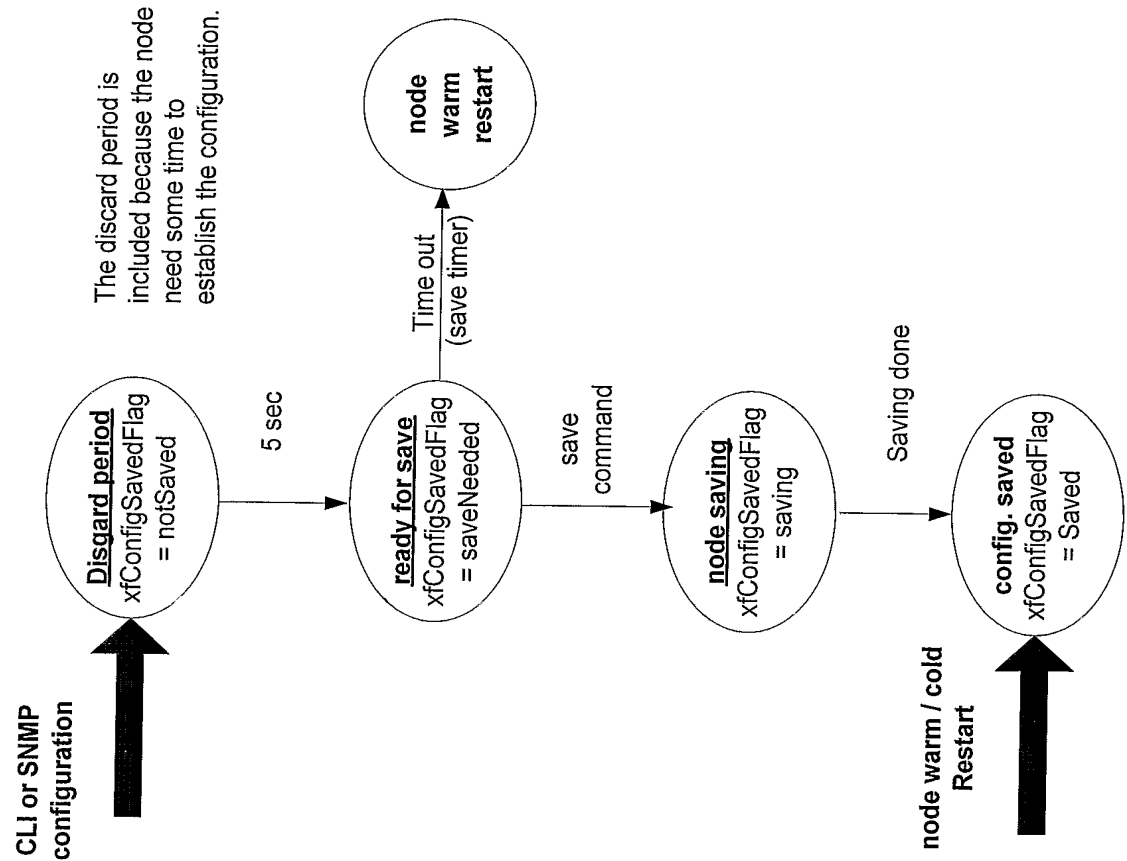 CLI or SNMP
configuration
Disgard period
xfConfigSavedFlag
= notSaved
The discard period is
included because the node
need some time to
establish the configuration.
5 sec
ready for save
xfConfigSavedFlag
= saveNeeded
Time out
(save timer)
node
warm
restart
save
command
node saving
xfConfigSavedFlag
= saving
Saving done
node warm / cold
Restart
config. saved
xfConfigSavedFlag
= Saved